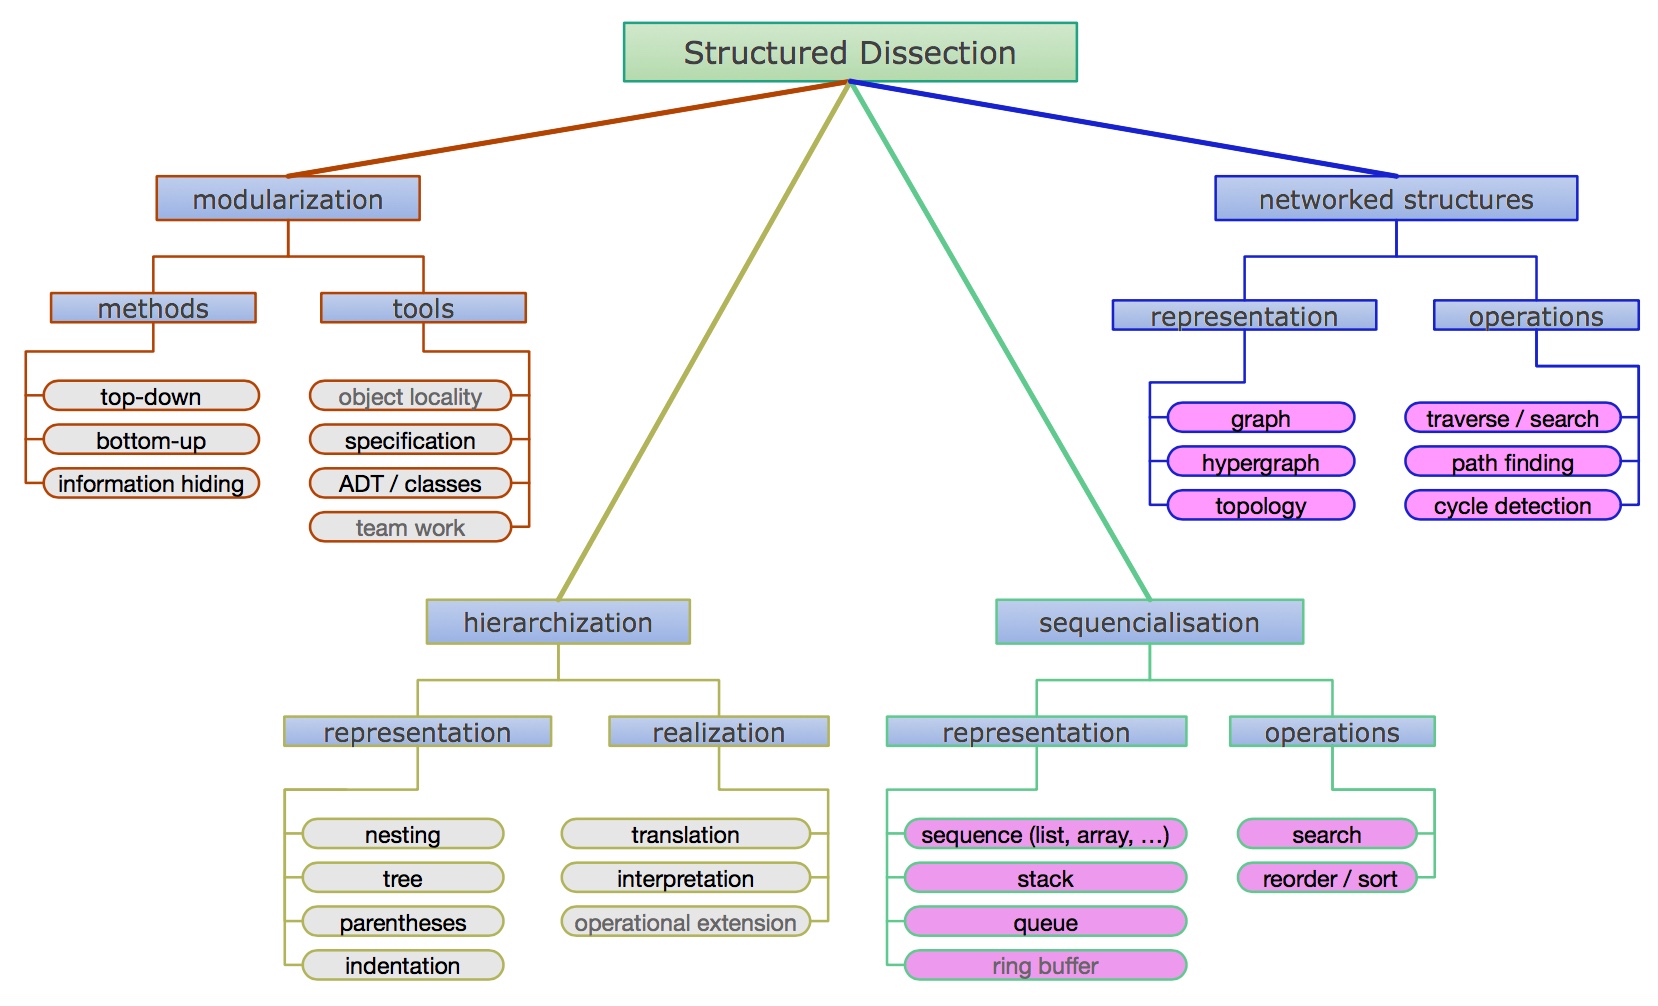 Structured Dissection
modularization
networked structures
methods
tools
representation
operations
top-down
bottom-up
information hiding
object locality
specification
ADT / classes
team work
graph
hypergraph
topology
traverse / search
path finding
cycle detection
hierarchization
sequencialisation
representation
realization
representation
operations
nesting
tree
parentheses
indentation
translation
interpretation
operational extension
sequence (list, array, …)
stack
queue
ring buffer
search
reorder / sort